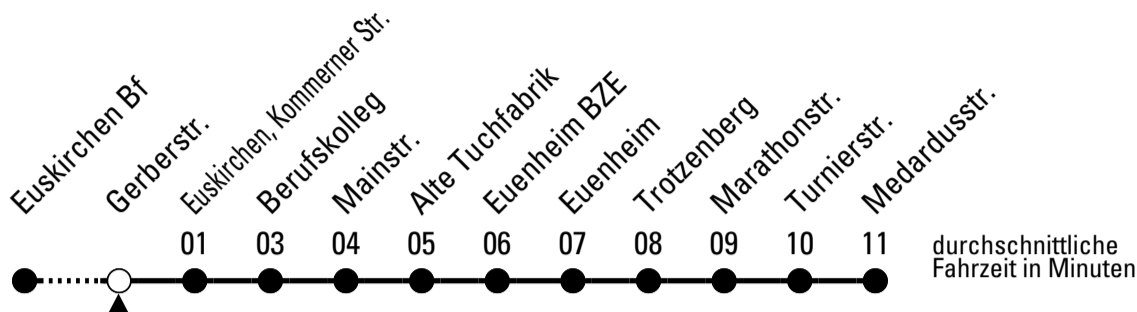 Euskirchen Bf
Gerberstr.
Euskirchen, Kommerner Str.
Berufskolleg
Mainstr.
Alte Tuchfabrik
Euenheim BZE
Euenheim
Trotzenberg
Marathonstr.
Turnierstr.
Medardusstr.
01 03 04 05 06 07 08 09 10 11
durchschnittliche
Fahrzeit in Minuten